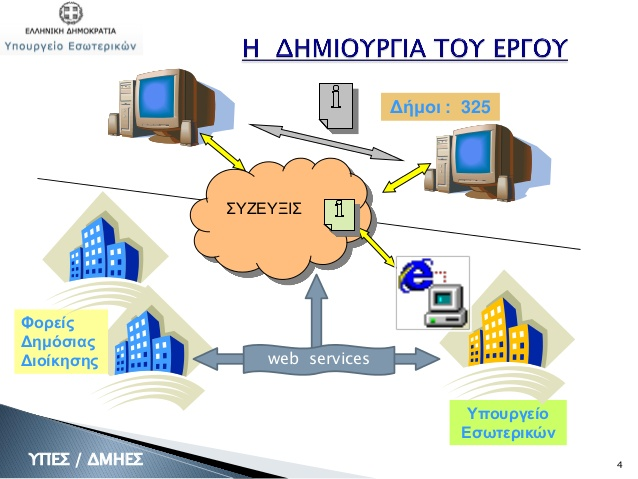 ΕΛΛΗΝΙΚΗ ΔΗΜΟΚΡΑΤΙΑ
Υπουργείο Εσωτερικών
Η ΔΗΜΙΟΥΡΓΙΑ ΤΟΥ ΕΡΓΟΥ
i
Δήμοι : 325
ΣΥΖΕΥΞΙΣ
i
Φορείς
Δημόσιας
Διοίκησης
web services
Υπουργείο
Εσωτερικών
ΥΠΕΣ / ΔΜΗΕΣ
4